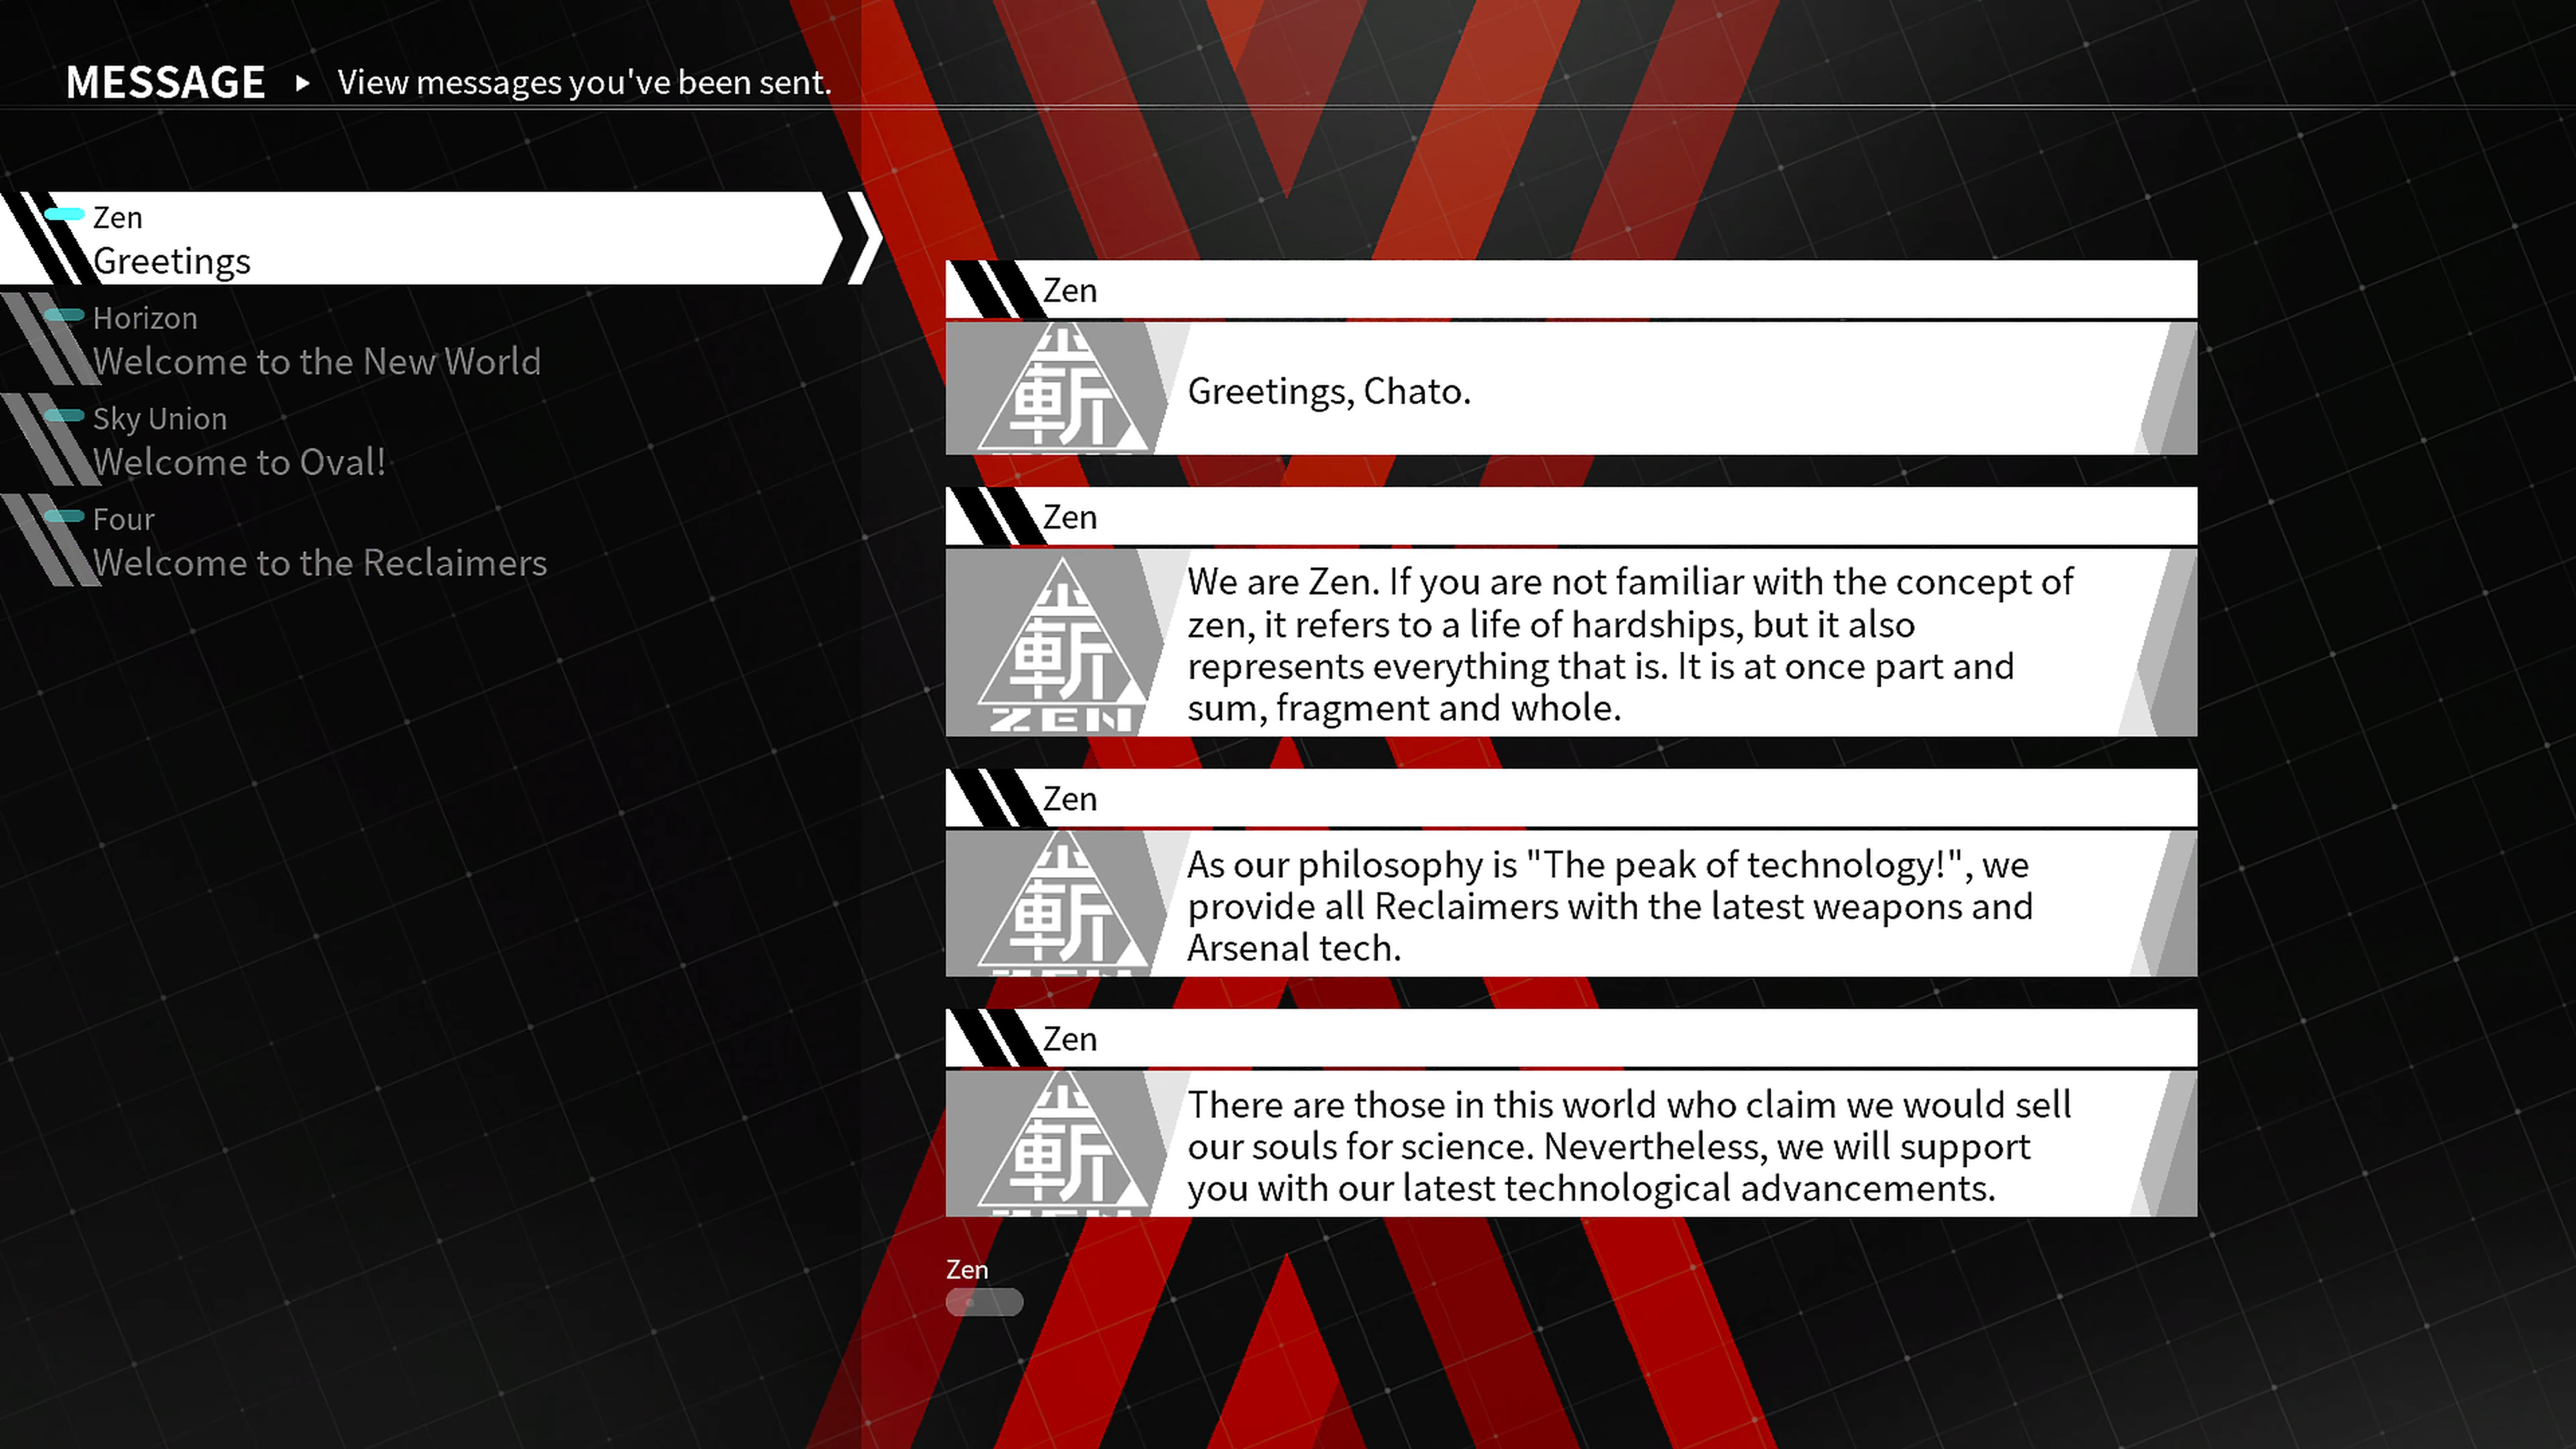 MESSAGE ▶ View messages you've been sent.
Zen
Greetings
Horizon
Welcome to the New World
Sky Union
Welcome to Oval!
Four
Welcome to the Reclaimers
Zen
Greetings, Chato.
Zen
斬
ZEN
We are Zen. If you are not familiar with the concept of
zen, it refers to a life of hardships, but it also
represents everything that is. It is at once part and
sum, fragment and whole.
Zen
As our philosophy is "The peak of technology!", we
provide all Reclaimers with the latest weapons and
Arsenal tech.
Zen
There are those in this world who claim we would sell
our souls for science. Nevertheless, we will support
you with our latest technological advancements.
Zen